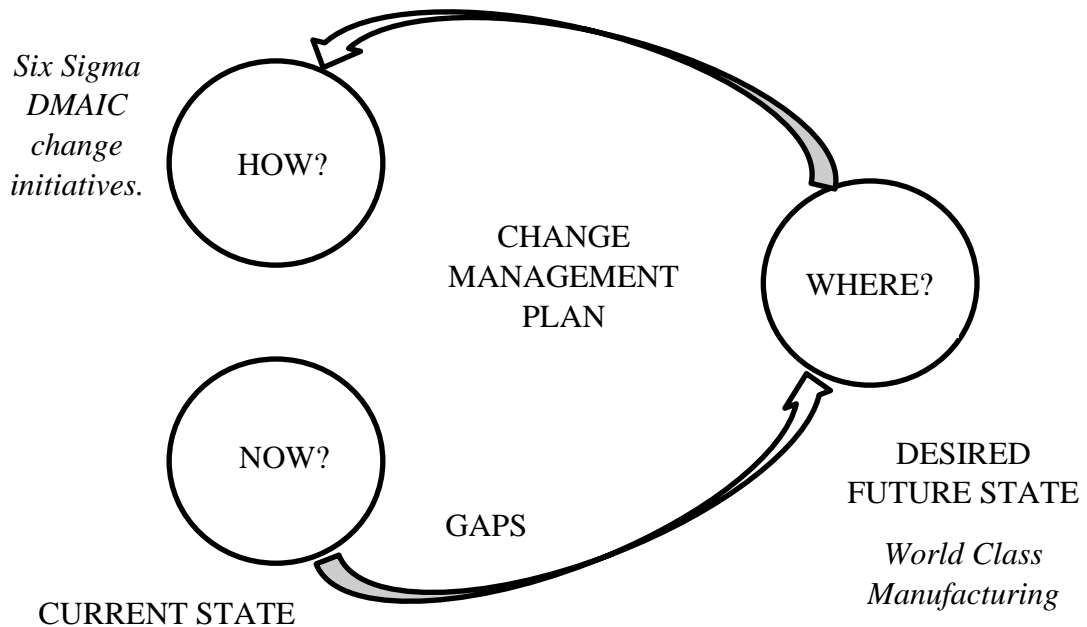 Six Sigma
DMAIC
change
initiatives.
HOW?
CHANGE
MANAGEMENT
PLAN
WHERE?
NOW?
GAPS
CURRENT STATE
DESIRED
FUTURE STATE
World Class
Manufacturing